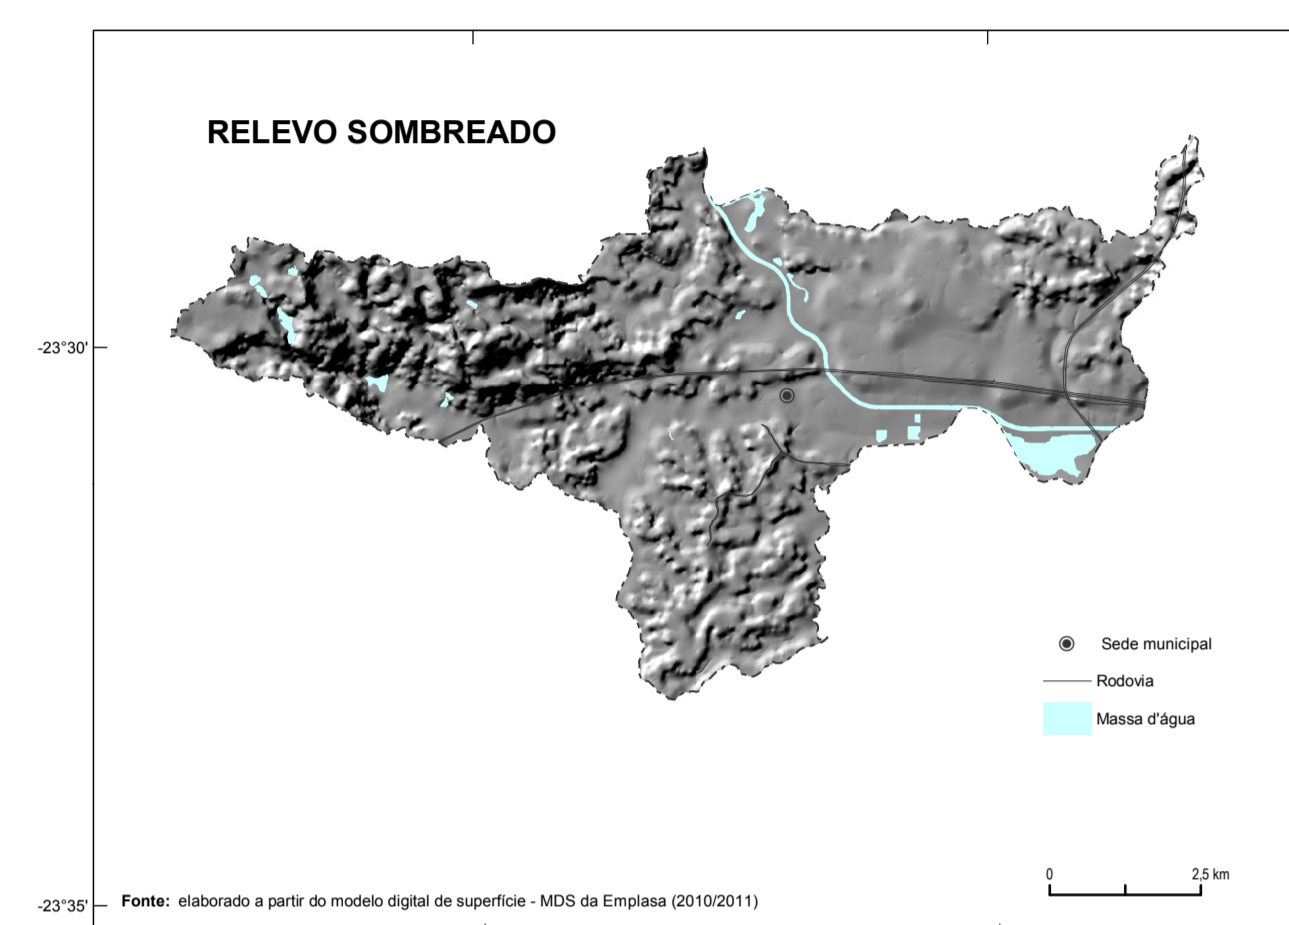 RELEVO SOMBREADO
-23°30'
Sede municipal
Rodovia
Massa d'água
0 2,5 km
-23°35'
Fonte: elaborado a partir do modelo digital de superfície - MDS da Emplasa (2010/2011)